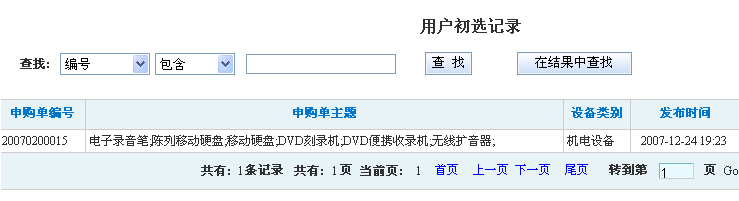 用户初选记录
查找： 编号 包含 查 找 在结果中查找
申购单编号 申购单主题 设备类别 发布时间
20070200015 电子录音笔;陈列移动硬盘;移动硬盘;DVD刻录机;DVD便携收录机;无线扩音器; 机电设备 2007-12-24 19:23
共有: 1条记录 共有: 1页 当前页: 1 首页 上一页 下一页 尾页 转到第 1 页 Go